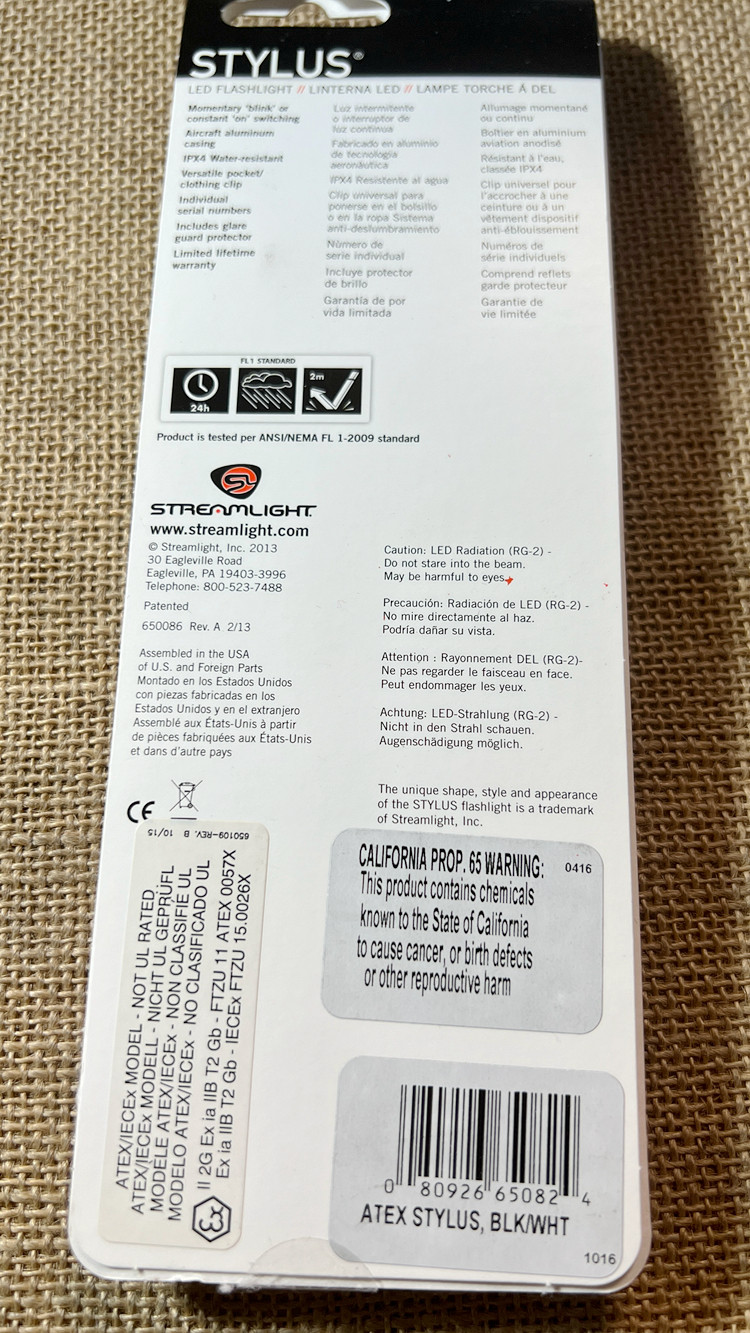 STYLUS®
LED FLASHLIGHT // LINTERNA LED // LAMPE TORCHE À DEL
Momentary 'blink' or
constant 'on' switching
Aircraft aluminum
casing
IPX4 Water-resistant
Versatile pocket/
clothing clip
Individual
serial numbers
Includes glare
guard protector
Limited lifetime
warranty
Luz intermitente
o interruptor de
luz continua
Fabricado en aluminio
de tecnología
aeronáutica
IPX4 Resistente al agua
Clip universal para
ponerse en el bolsillo
o en la ropa Sistema
anti-deslumbramiento
Número de
serie individual
Incluye protector
de brillo
Garantía de por
vida limitada
Allumage momentané
ou continu
Boîtier en aluminium
aviation anodisé
Résistant à l'eau,
classée IPX4
Clip universel pour
l'accrocher à une
ceinture ou à un
vêtement dispositif
anti-éblouissement
Numéros de
série individuels
Comprend reflets
garde protecteur
Garantie de
vie limitée
FL1 STANDARD
24h
2m
Product is tested per ANSI/NEMA FL 1-2009 standard
SL
STREAMLIGHT
www.streamlight.com
© Streamlight, Inc. 2013
30 Eagleville Road
Eagleville, PA 19403-3996
Telephone: 800-523-7488
Patented
650086 Rev. A 2/13
Assembled in the USA
of U.S. and Foreign Parts
Montado en los Estados Unidos
con piezas fabricadas en los
Estados Unidos y en el extranjero
Assemblé aux États-Unis à partir
de pièces fabriquées aux États-Unis
et dans d'autre pays
Caution: LED Radiation (RG-2) -
Do not stare into the beam.
May be harmful to eyes.
Precaución: Radiación de LED (RG-2) -
No mire directamente al haz.
Podría dañar su vista.
Attention : Rayonnement DEL (RG-2)-
Ne pas regarder le faisceau en face.
Peut endommager les yeux.
Achtung: LED-Strahlung (RG-2) -
Nicht in den Strahl schauen.
Augenschädigung möglich.
The unique shape, style and appearance
of the STYLUS flashlight is a trademark
of Streamlight, Inc.
CE
650109-REV. B 10/15
ATEX/IECEx MODEL - NOT UL RATED
ATEX/IECEx MODELL - NICHT UL GEPRÜFL
MODELE ATEX/IECEx - NON CLASSIFIE UL
MODELO ATEX/IECEx - NO CLASIFICADO UL
II 2G Ex ia IIB T2 Gb - FTZU 11 ATEX 0057X
Ex ia IIB T2 Gb - IECEx FTZU 15.0026X
Ex
CALIFORNIA PROP. 65 WARNING: 0416
This product contains chemicals
known to the State of California
to cause cancer, or birth defects
or other reproductive harm
0 80926 65082 4
ATEX STYLUS, BLK/WHT
1016